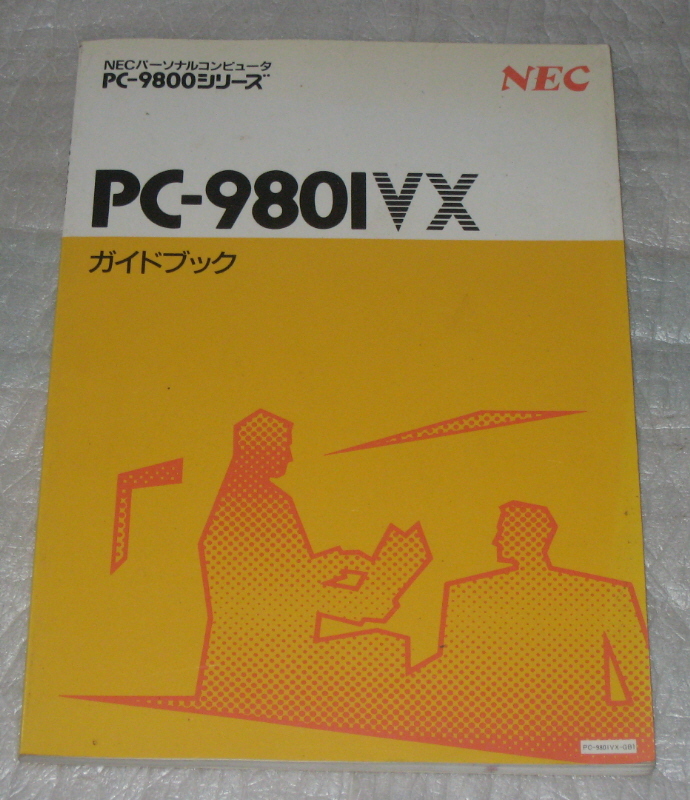 NECパーソナルコンピュータ
PC-9800シリーズ
NEC
PC-9801VX
ガイドブック
PC-9801VX-GB1